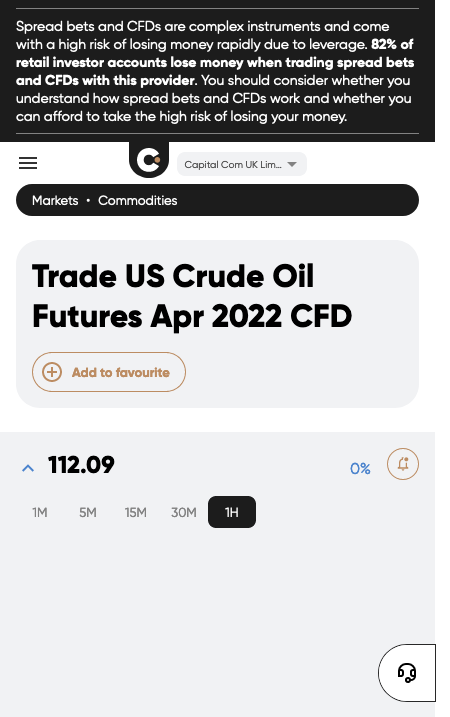 Spread bets and CFDs are complex instruments and come
with a high risk of losing money rapidly due to leverage. 82% of
retail investor accounts lose money when trading spread bets
and CFDs with this provider. You should consider whether you
understand how spread bets and CFDs work and whether you
can afford to take the high risk of losing your money.
Capital Com UK Lim...
Markets • Commodities
Trade US Crude Oil
Futures Apr 2022 CFD
Add to favourite
112.09
0%
1M 5M 15M 30M 1H